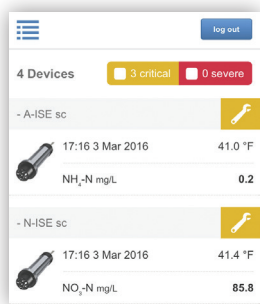 log out
4 Devices 3 critical 0 severe
- A-ISE sc
17:16 3 Mar 2016 41.0 °F
NH₄-N mg/L 0.2
- N-ISE sc
17:16 3 Mar 2016 41.4 °F
NO₃-N mg/L 85.8